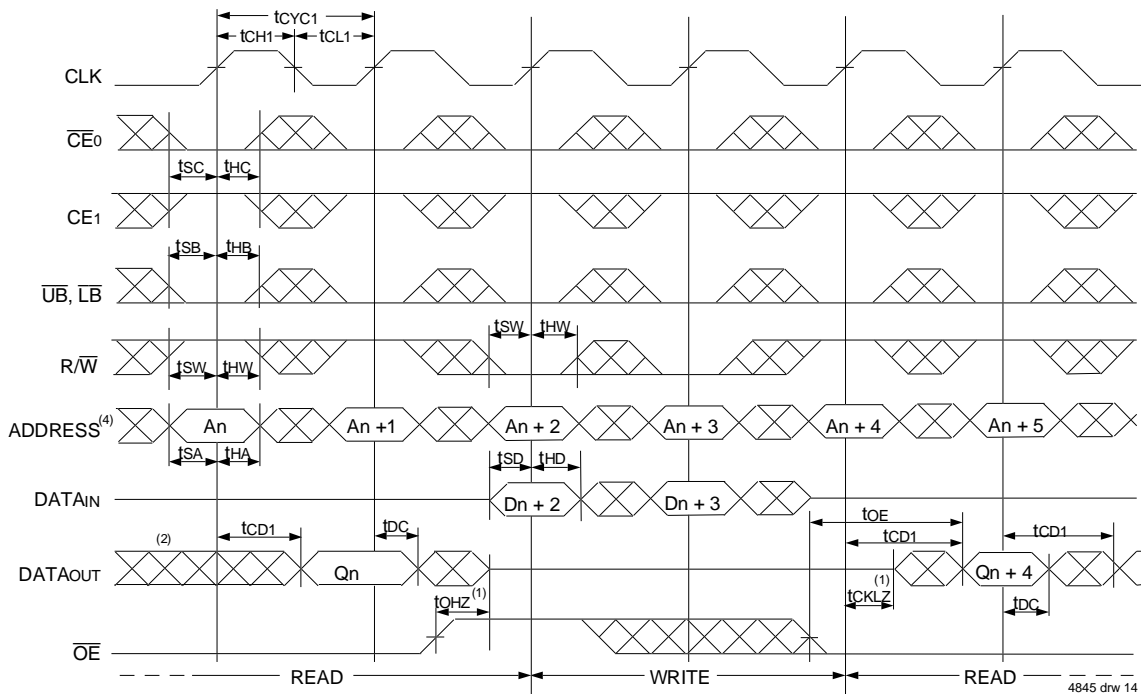 tCYC1
tCH1 tCL1
CLK
CE0
tSC tHC
CE1
tSB tHB
UB, LB
tSW tHW
R/W
tSW tHW
ADDRESS(4) An An +1 An + 2 An + 3 An + 4 An + 5
tSA tHA tSD tHD
DATAIN Dn + 2 Dn + 3
tOE
(2) tCD1 tDC tCD1 tCD1
DATAOUT Qn Qn + 4
tOHZ(1) tCKLZ(1) tDC
OE
READ WRITE READ
4845 drw 14